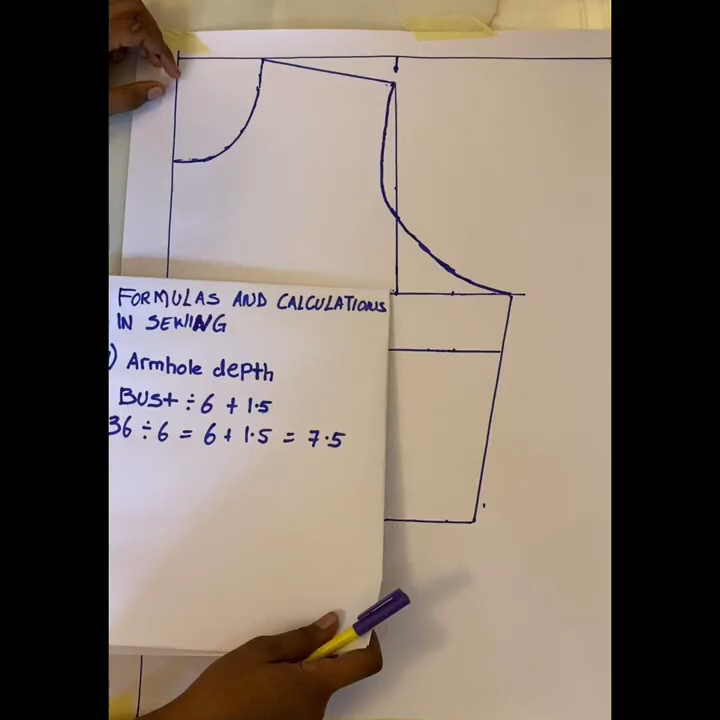 FORMULAS AND CALCULATIONS
IN SEWING
) Armhole depth
Bust ÷ 6 + 1.5
36 ÷ 6 = 6 + 1.5 = 7.5